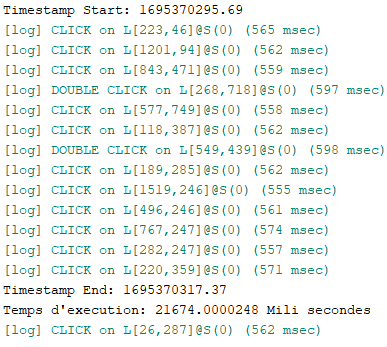 Timestamp Start: 1695370295.69
[log] CLICK on L[223,46]@S(0) (565 msec)
[log] CLICK on L[1201,94]@S(0) (562 msec)
[log] CLICK on L[843,471]@S(0) (559 msec)
[log] DOUBLE CLICK on L[268,718]@S(0) (597 msec)
[log] CLICK on L[577,749]@S(0) (558 msec)
[log] CLICK on L[118,387]@S(0) (562 msec)
[log] DOUBLE CLICK on L[549,439]@S(0) (598 msec)
[log] CLICK on L[189,285]@S(0) (562 msec)
[log] CLICK on L[1519,246]@S(0) (555 msec)
[log] CLICK on L[496,246]@S(0) (561 msec)
[log] CLICK on L[767,247]@S(0) (574 msec)
[log] CLICK on L[282,247]@S(0) (557 msec)
[log] CLICK on L[220,359]@S(0) (571 msec)
Timestamp End: 1695370317.37
Temps d'execution: 21674.0000248 Mili secondes
[log] CLICK on L[26,287]@S(0) (562 msec)